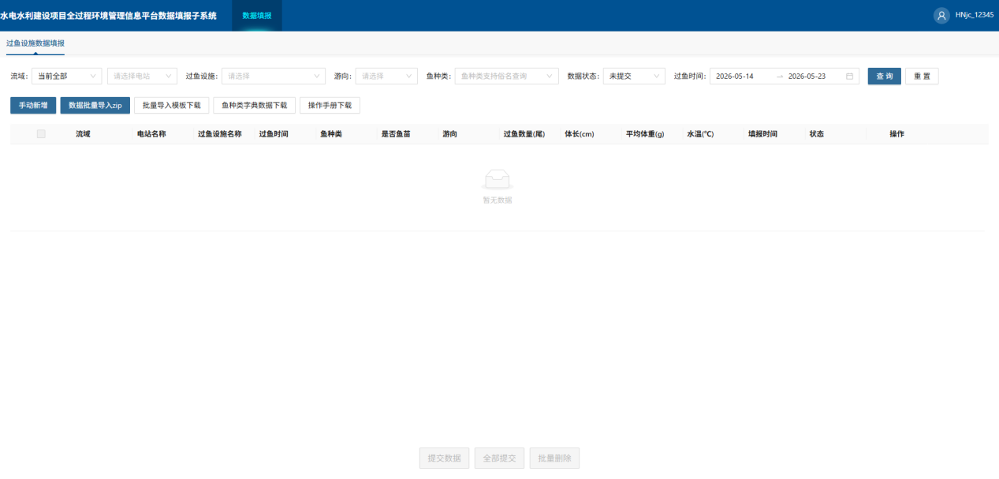 水电水利建设项目全过程环境管理信息平台数据填报子系统 数据填报 HNjc_12345
过鱼设施数据填报
流域: 当前全部 请选择电站 过鱼设施: 请选择 游向: 请选择 鱼种类: 鱼种类支持俗名查询 数据状态: 未提交 过鱼时间: 2026-05-14 → 2026-05-23 查 询 重 置
手动新增 数据批量导入zip 批量导入模板下载 鱼种类字典数据下载 操作手册下载
流域 电站名称 过鱼设施名称 过鱼时间 鱼种类 是否鱼苗 游向 过鱼数量(尾) 体长(cm) 平均体重(g) 水温(℃) 填报时间 状态 操作
暂无数据
提交数据 全部提交 批量删除